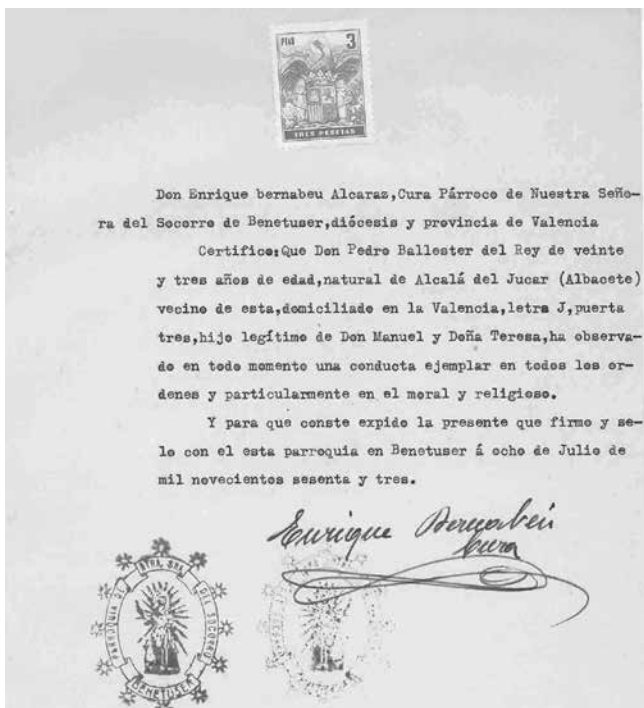 PTAS 3
TRES PESETAS
Don Enrique bernabeu Alcaraz,Cura Párroco de Nuestra Seño-
ra del Socorro de Benetuser,diócesis y provincia de Valencia
Certifico:Que Don Pedro Ballester del Rey de veinte
y tres años de edad,natural de Alcalá del Jucar (Albacete)
vecino de esta,domiciliado en la Valencia,letra J,puerta
tres,hijo legítimo de Don Manuel y Doña Teresa,ha observa-
do en todo momento una conducta ejemplar en todos los or-
denes y particularmente en el moral y religioso.
Y para que conste expido la presente que firmo y se-
lo con el esta parroquia en Benetuser á ocho de Julio de
mil novecientos sesenta y tres.
Enrique Bernabeu
Cura
PARROQUIA DE NTRA. SRA. DEL SOCORRO
BENETUSER